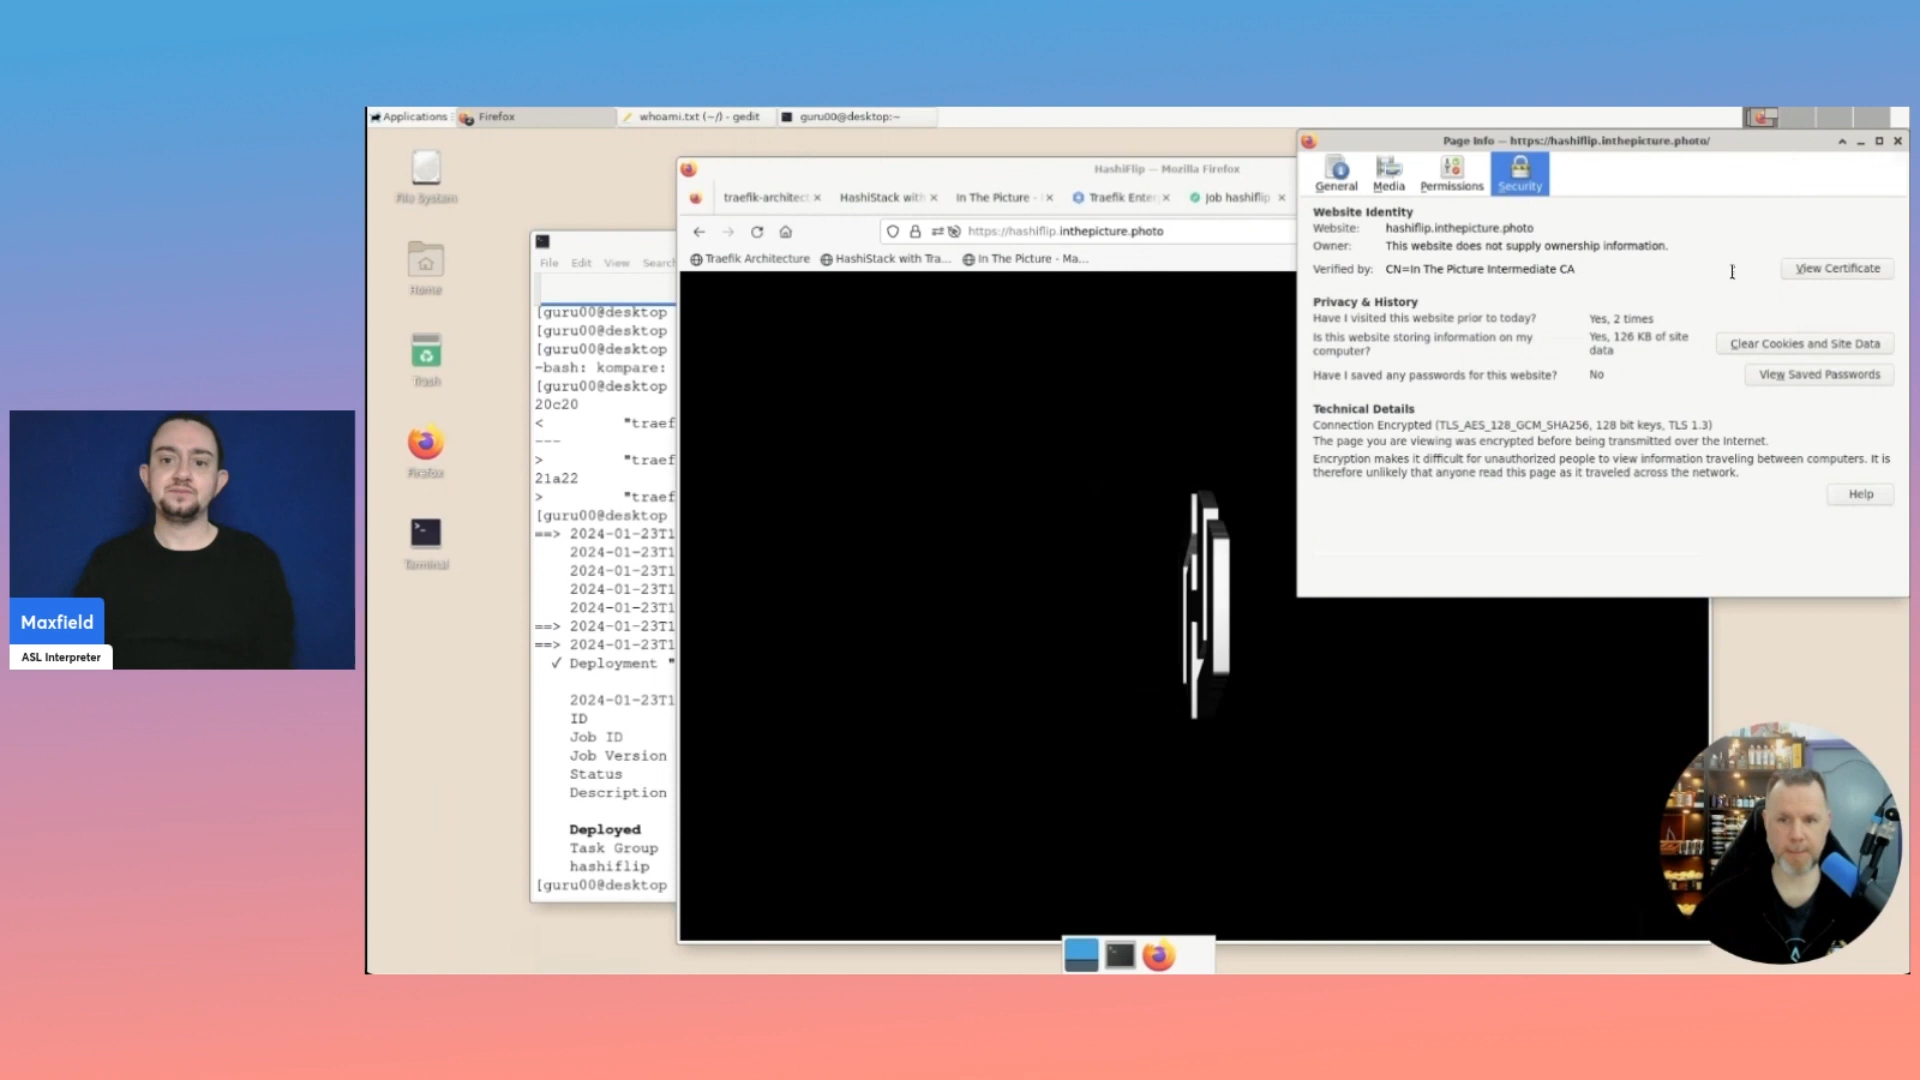 Applications
Firefox
whoami.txt (~/) - gedit
guru00@desktop:~
File System
Home
Trash
Firefox
Terminal
File Edit View Search
[guru00@desktop
[guru00@desktop
[guru00@desktop
-bash: kompare:
[guru00@desktop
20c20
< "traef
---
> "traef
21a22
> "traef
[guru00@desktop
==> 2024-01-23T1
2024-01-23T1
2024-01-23T1
2024-01-23T1
2024-01-23T1
==> 2024-01-23T1
==> 2024-01-23T1
✓ Deployment "
2024-01-23T1
ID
Job ID
Job Version
Status
Description
Deployed
Task Group
hashiflip
[guru00@desktop
HashiFlip — Mozilla Firefox
traefik-architect
HashiStack with
In The Picture -
Traefik Enter
Job hashiflip
https://hashiflip.inthepicture.photo
Traefik Architecture
HashiStack with Tra...
In The Picture - Ma...
Page Info — https://hashiflip.inthepicture.photo/
General Media Permissions Security
Website Identity
Website: hashiflip.inthepicture.photo
Owner: This website does not supply ownership information.
Verified by: CN=In The Picture Intermediate CA
View Certificate
Privacy & History
Have I visited this website prior to today? Yes, 2 times
Is this website storing information on my computer?
Yes, 126 KB of site data
Clear Cookies and Site Data
Have I saved any passwords for this website? No
View Saved Passwords
Technical Details
Connection Encrypted (TLS_AES_128_GCM_SHA256, 128 bit keys, TLS 1.3)
The page you are viewing was encrypted before being transmitted over the Internet.
Encryption makes it difficult for unauthorized people to view information traveling between computers. It is
therefore unlikely that anyone read this page as it traveled across the network.
Help
Maxfield
ASL Interpreter